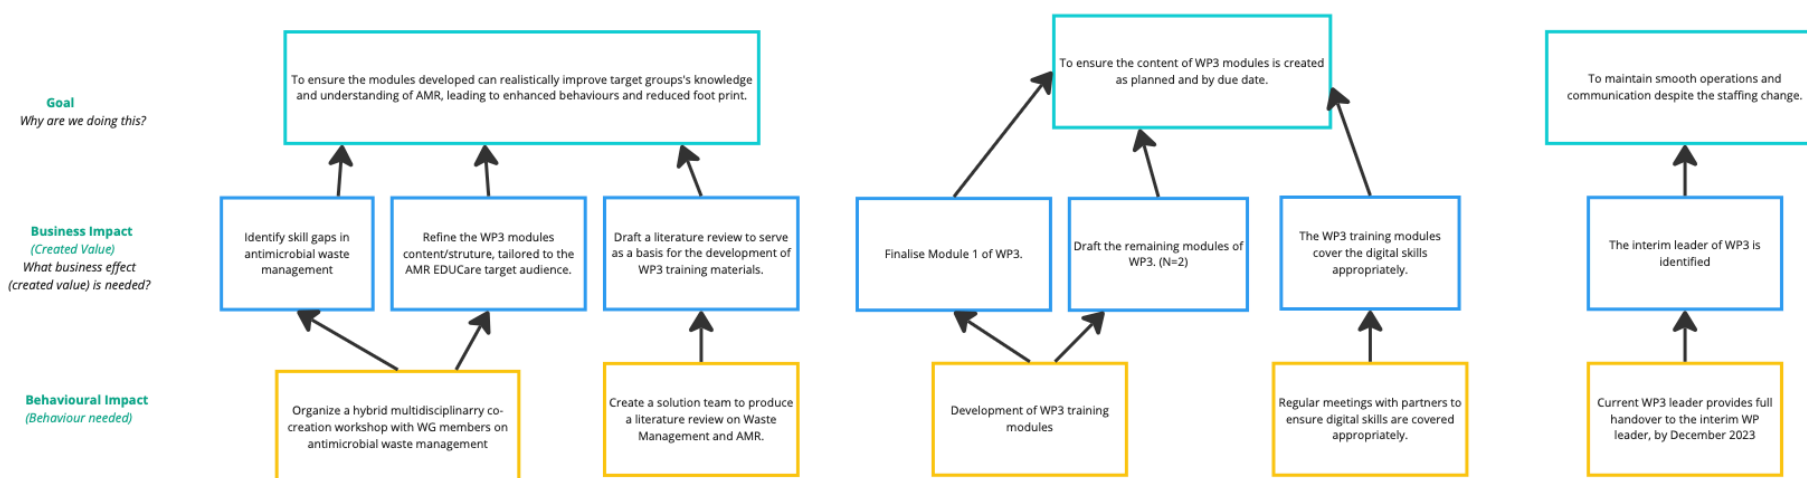 Goal
Why are we doing this?
To ensure the modules developed can realistically improve target groups's knowledge
and understanding of AMR, leading to enhanced behaviours and reduced foot print.
To ensure the content of WP3 modules is created
as planned and by due date.
To maintain smooth operations and
communication despite the staffing change.
Business Impact
(Created Value)
What business effect
(created value) is needed?
Identify skill gaps in
antimicrobial waste
management
Refine the WP3 modules
content/struture, tailored to the
AMR EDUCare target audience.
Draft a literature review to serve
as a basis for the development of
WP3 training materials.
Finalise Module 1 of WP3.
Draft the remaining modules of
WP3. (N=2)
The WP3 training modules
cover the digital skills
appropriately.
The interim leader of WP3 is
identified
Behavioural Impact
(Behaviour needed)
Organize a hybrid multidisciplinarry co-
creation workshop with WG members on
antimicrobial waste management
Create a solution team to produce
a literature review on Waste
Management and AMR.
Development of WP3 training
modules
Regular meetings with partners to
ensure digital skills are covered
appropriately.
Current WP3 leader provides full
handover to the interim WP
leader, by December 2023